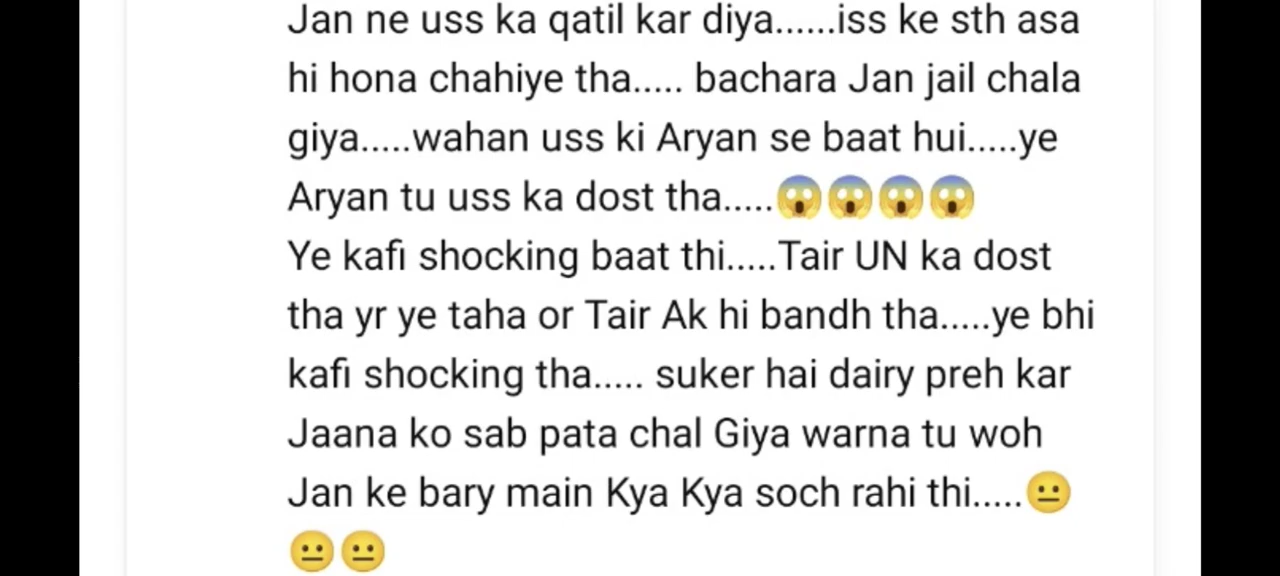 Jan ne uss ka qatil kar diya......iss ke sth asa
hi hona chahiye tha..... bachara Jan jail chala
giya.....wahan uss ki Aryan se baat hui.....ye
Aryan tu uss ka dost tha.....😱😱😱😱
Ye kafi shocking baat thi.....Tair UN ka dost
tha yr ye taha or Tair Ak hi bandh tha.....ye bhi
kafi shocking tha..... suker hai dairy preh kar
Jaana ko sab pata chal Giya warna tu woh
Jan ke bary main Kya Kya soch rahi thi.....😐
😐😐